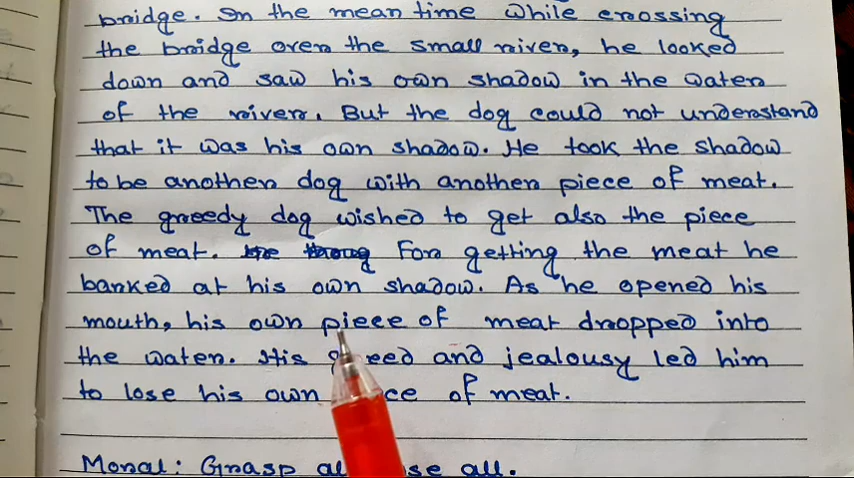 bridge. In the mean time while crossing
the bridge over the small river, he looked
down and saw his own shadow in the water
of the river. But the dog could not understand
that it was his own shadow. He took the shadow
to be another dog with another piece of meat.
The greedy dog wished to get also the piece
of meat. For getting the meat he
barked at his own shadow. As he opened his
mouth, his own piece of meat dropped into
the water. His greed and jealousy led him
to lose his own of meat.
Moral: Grasp all.